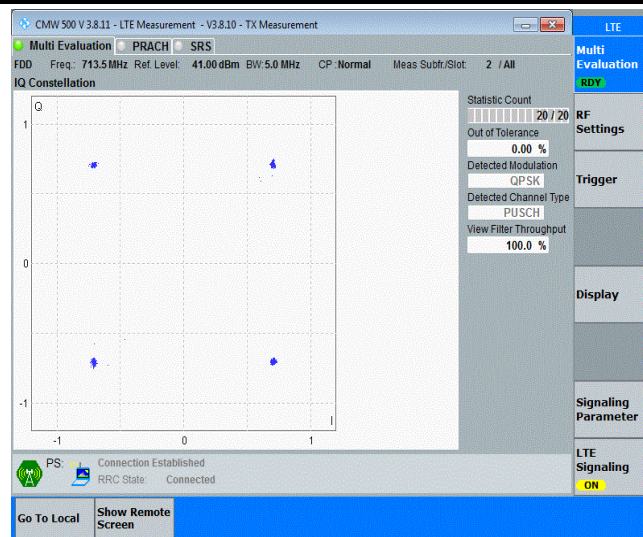 CMW 500 V 3.8.11 - LTE Measurement - V3.8.10 - TX Measurement
LTE
Multi Evaluation PRACH SRS
Multi
Evaluation
RDY
FDD Freq.: 713.5 MHz Ref. Level: 41.00 dBm BW: 5.0 MHz CP : Normal Meas Subfr./Slot: 2 / All
IQ Constellation
Q
1
0
-1
-1 0 1
I
Statistic Count
20 / 20
Out of Tolerance
0.00 %
Detected Modulation
QPSK
Detected Channel Type
PUSCH
View Filter Throughput
100.0 %
RF
Settings
Trigger
Display
Signaling
Parameter
LTE
Signaling
ON
PS: Connection Established
RRC State: Connected
Go To Local
Show Remote
Screen